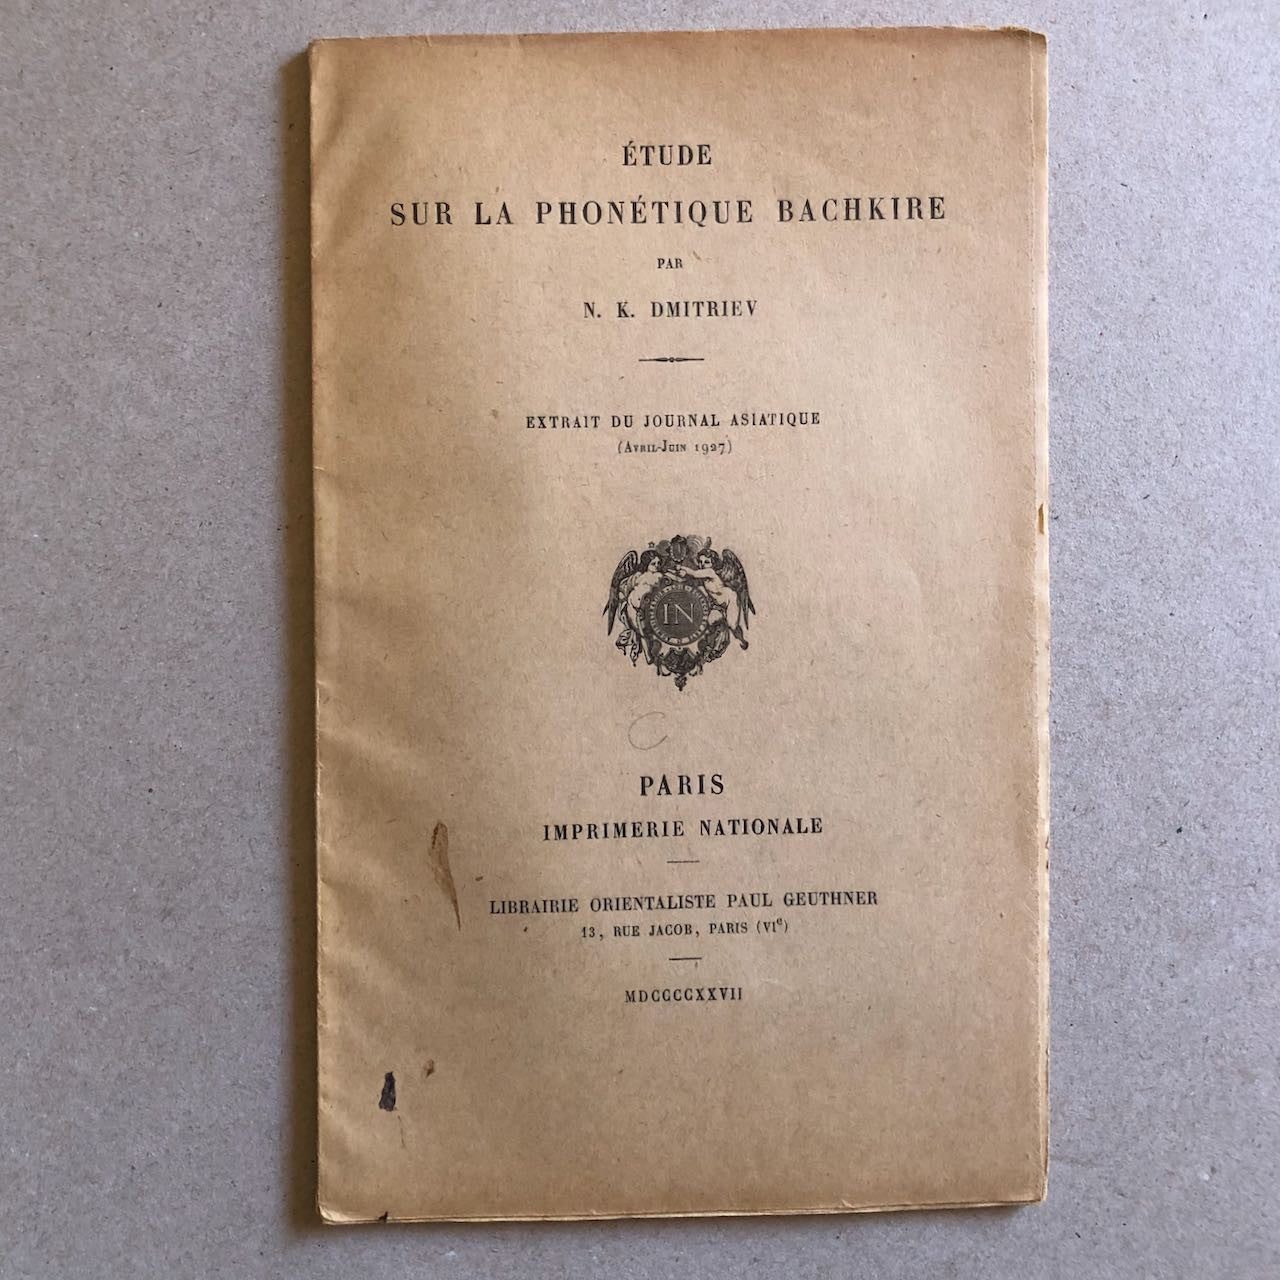 ÉTUDE
SUR LA PHONÉTIQUE BACHKIRE
PAR
N. K. DMITRIEV
EXTRAIT DU JOURNAL ASIATIQUE
(AVRIL-JUIN 1927)
IN
PARIS
IMPRIMERIE NATIONALE
LIBRAIRIE ORIENTALISTE PAUL GEUTHNER
13, RUE JACOB, PARIS (VIe)
MDCCCCXXVII